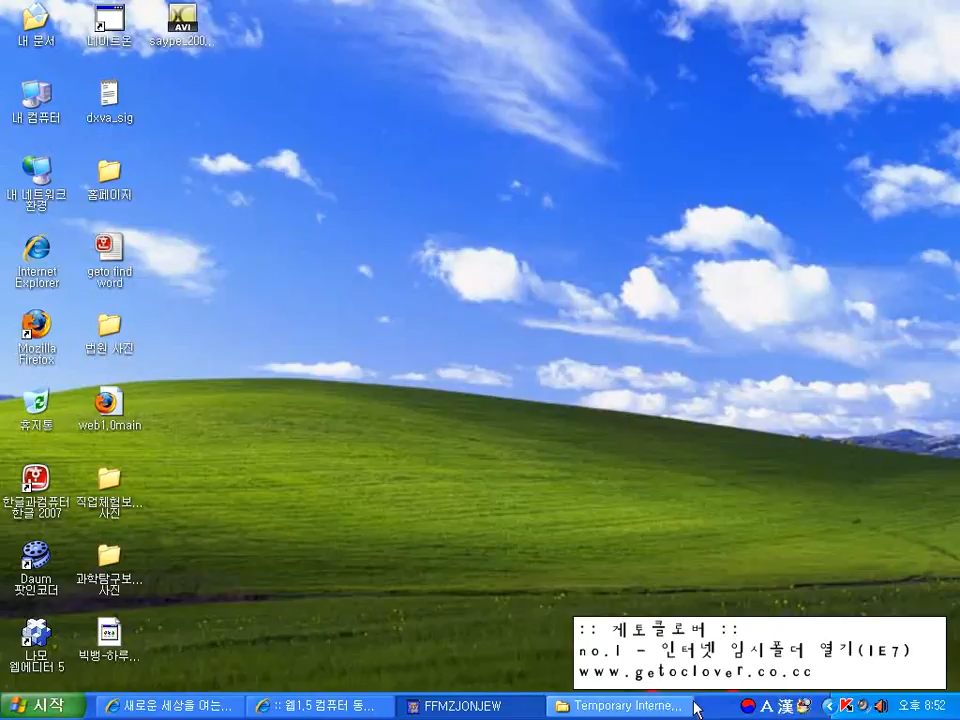 내 문서
네이트온
saype_200...
내 컴퓨터
dxva_sig
내 네트워크
환경
홈페이지
Internet
Explorer
geto find
word
Mozilla
Firefox
법원 사진
휴지통
web1,0main
한글과컴퓨터
한글 2007
직업체험보...
사진
Daum
팟인코더
과학탐구보...
사진
나모
웹에디터 5
빅뱅-하루...
:: 게토클로버 ::
no.1 - 인터넷 임시폴더 열기(IE7)
www.getoclover.co.cc
시작
새로운 세상을 여는...
:: 웹1,5 컴퓨터 동...
FFMZJONJEW
Temporary Interne...
A 漢
오후 8:52